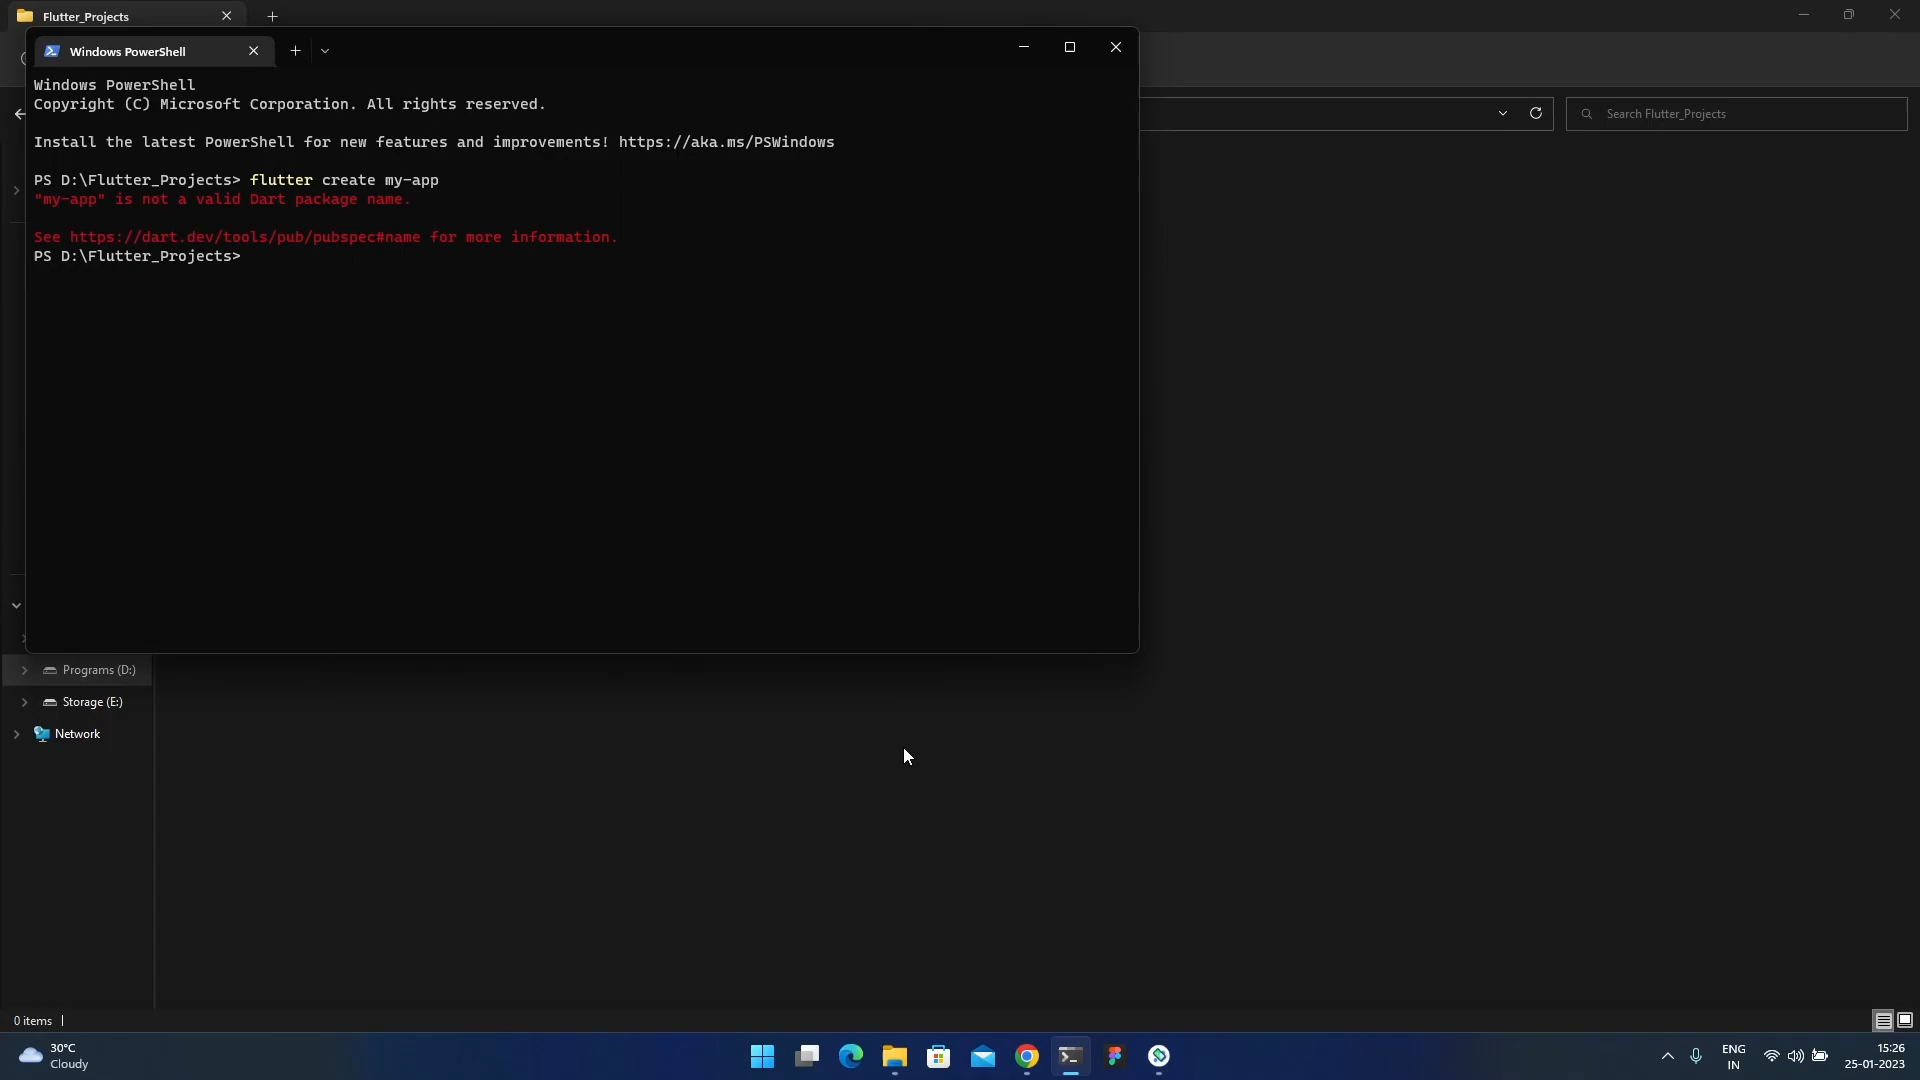 Flutter_Projects
Windows PowerShell
Windows PowerShell
Copyright (C) Microsoft Corporation. All rights reserved.
Install the latest PowerShell for new features and improvements! https://aka.ms/PSWindows
PS D:\Flutter_Projects> flutter create my-app
"my-app" is not a valid Dart package name.
See https://dart.dev/tools/pub/pubspec#name for more information.
PS D:\Flutter_Projects>
Search Flutter_Projects
Programs (D:)
Storage (E:)
Network
0 items
30°C
Cloudy
ENG
IN
15:26
25-01-2023